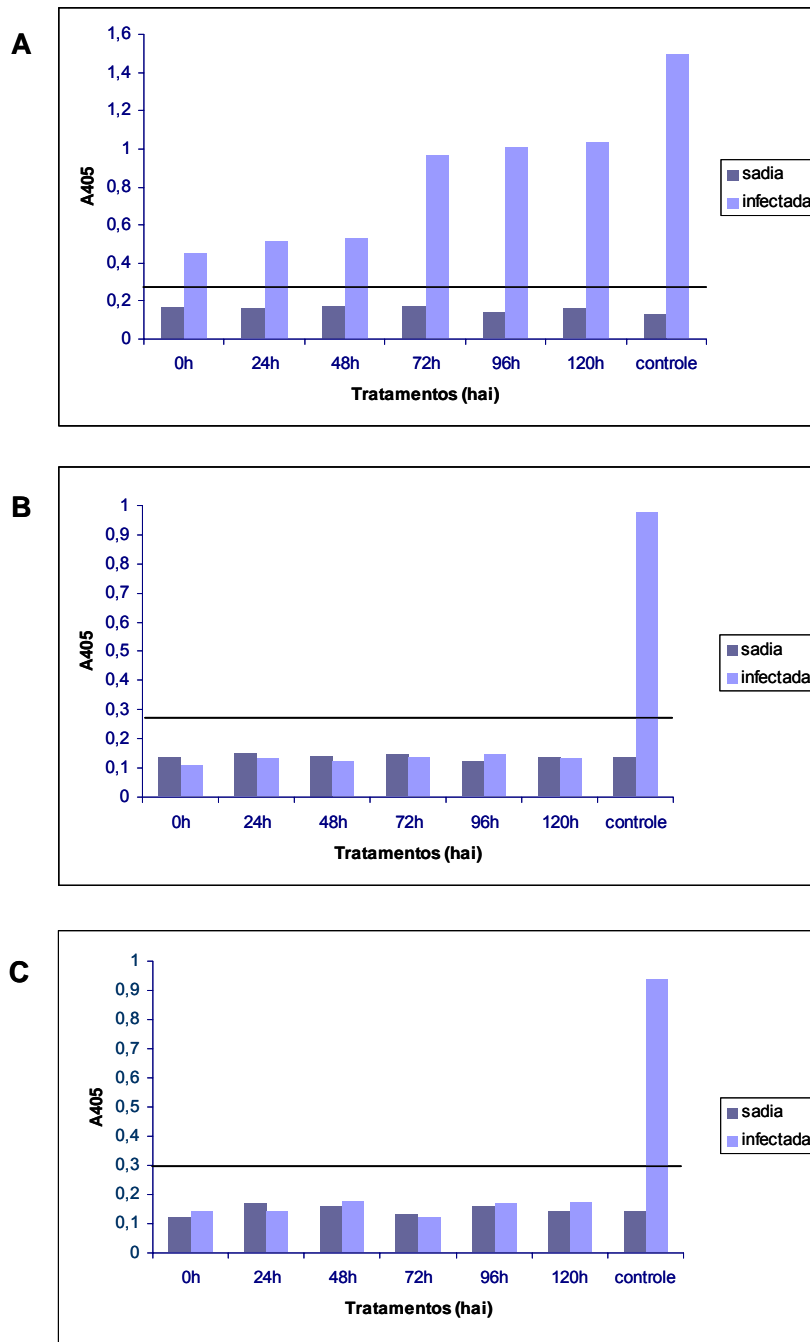 A
1,6
1,4
1,2
1
0,8
0,6
0,4
0,2
0
A405
0h 24h 48h 72h 96h 120h controle
Tratamentos (hai)
sadia
infectada
B
1
0,9
0,8
0,7
0,6
0,5
0,4
0,3
0,2
0,1
0
A405
0h 24h 48h 72h 96h 120h controle
Tratamentos (hai)
sadia
infectada
C
1
0,9
0,8
0,7
0,6
0,5
0,4
0,3
0,2
0,1
0
A405
0h 24h 48h 72h 96h 120h controle
Tratamentos (hai)
sadia
infectada